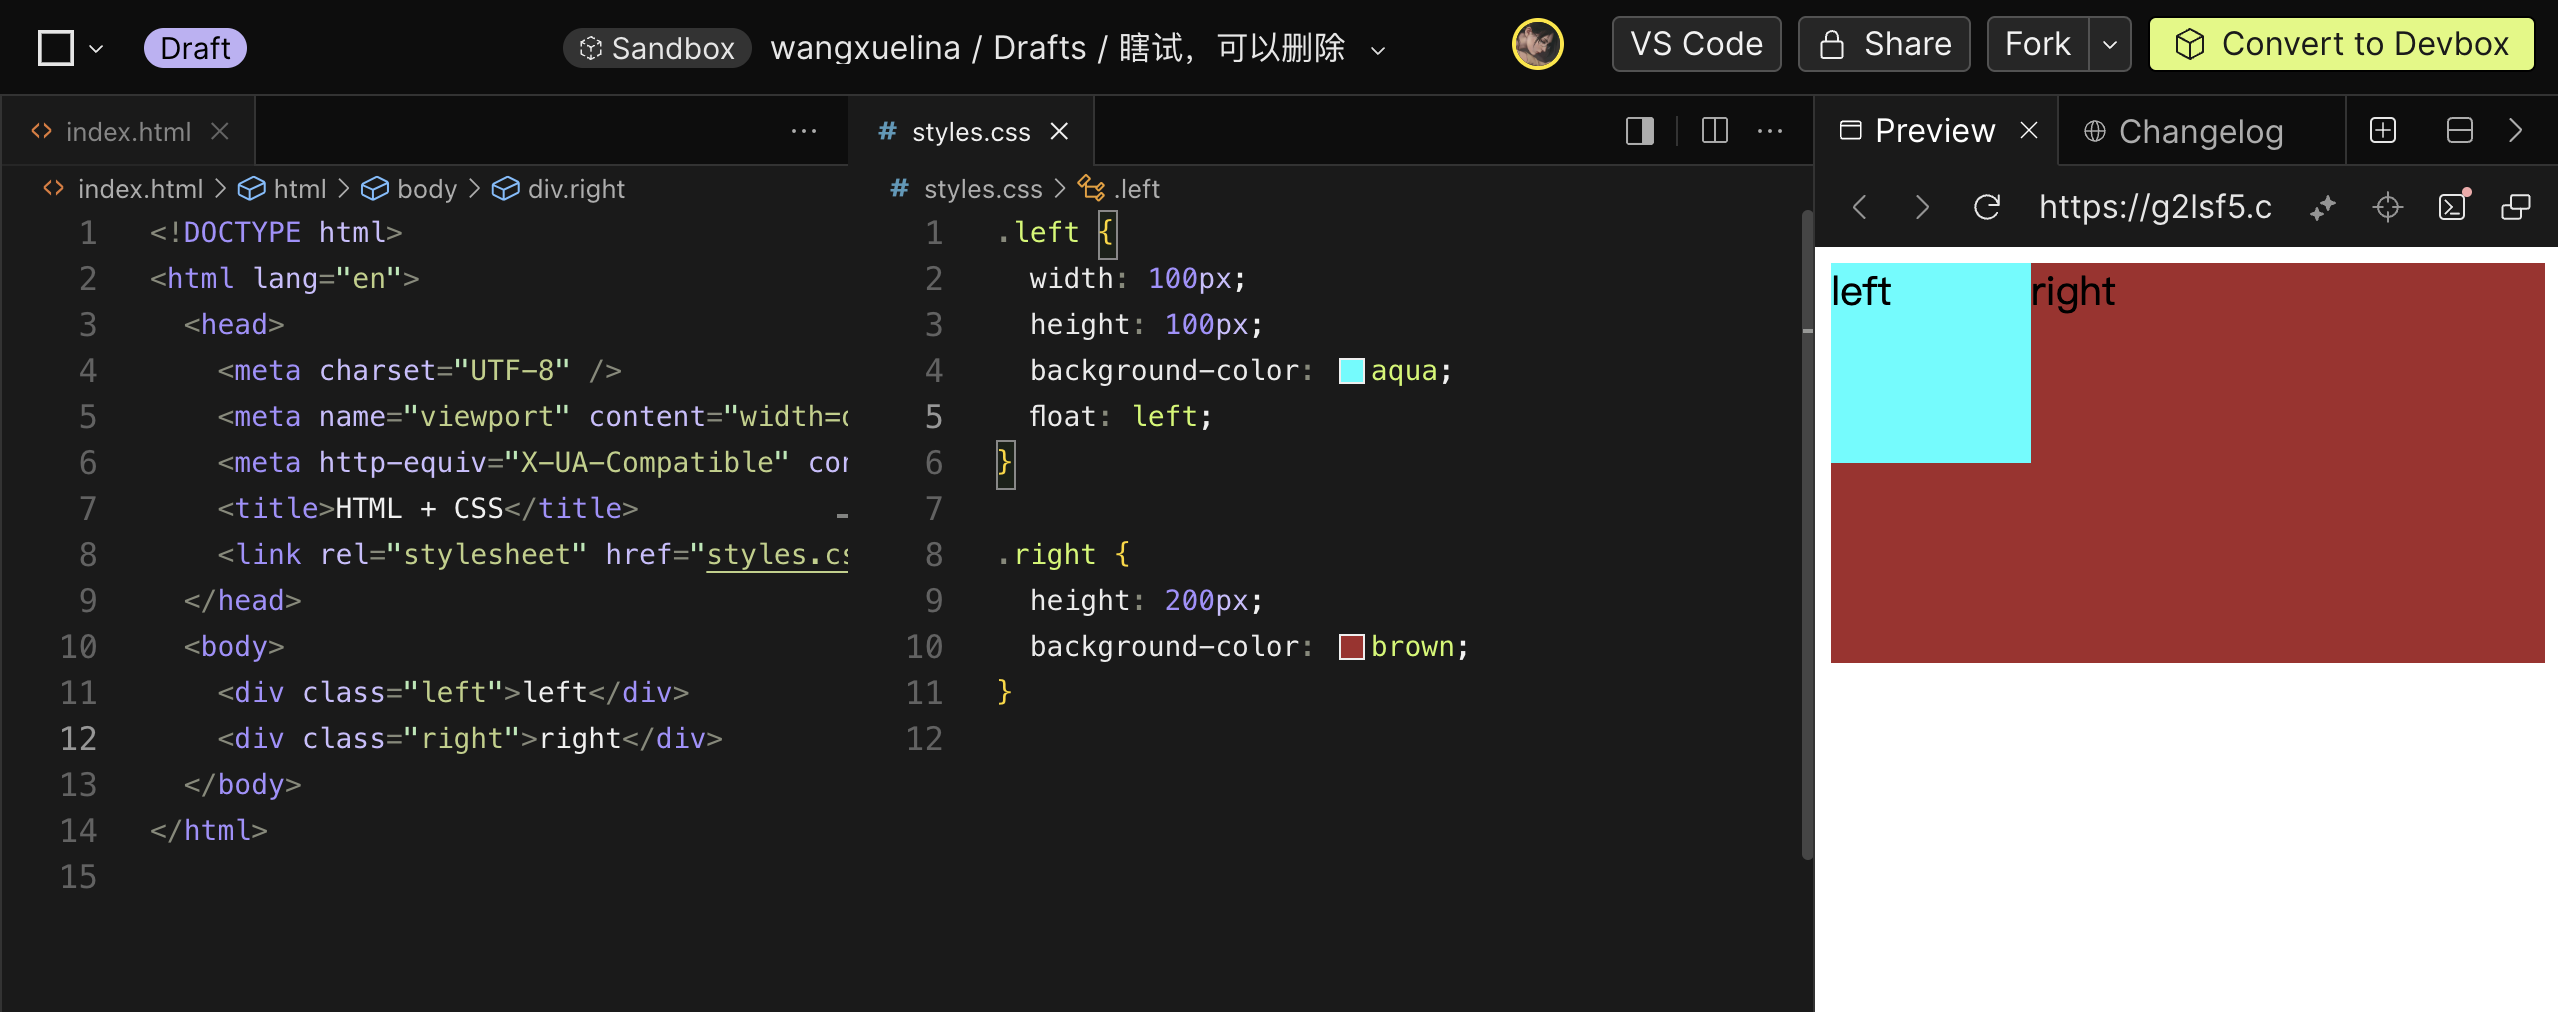 Draft
Sandbox
wangxuelina / Drafts / 瞎试，可以删除
VS Code
Share
Fork
Convert to Devbox
index.html
index.html > html > body > div.right
1 <!DOCTYPE html>
2 <html lang="en">
3 <head>
4 <meta charset="UTF-8" />
5 <meta name="viewport" content="width=
6 <meta http-equiv="X-UA-Compatible" cor
7 <title>HTML + CSS</title>
8 <link rel="stylesheet" href="styles.cs
9 </head>
10 <body>
11 <div class="left">left</div>
12 <div class="right">right</div>
13 </body>
14 </html>
15
# styles.css
# styles.css > .left
1 .left {
2 width: 100px;
3 height: 100px;
4 background-color: aqua;
5 float: left;
6 }
7
8 .right {
9 height: 200px;
10 background-color: brown;
11 }
12
Preview
Changelog
https://g2lsf5.c
left
right